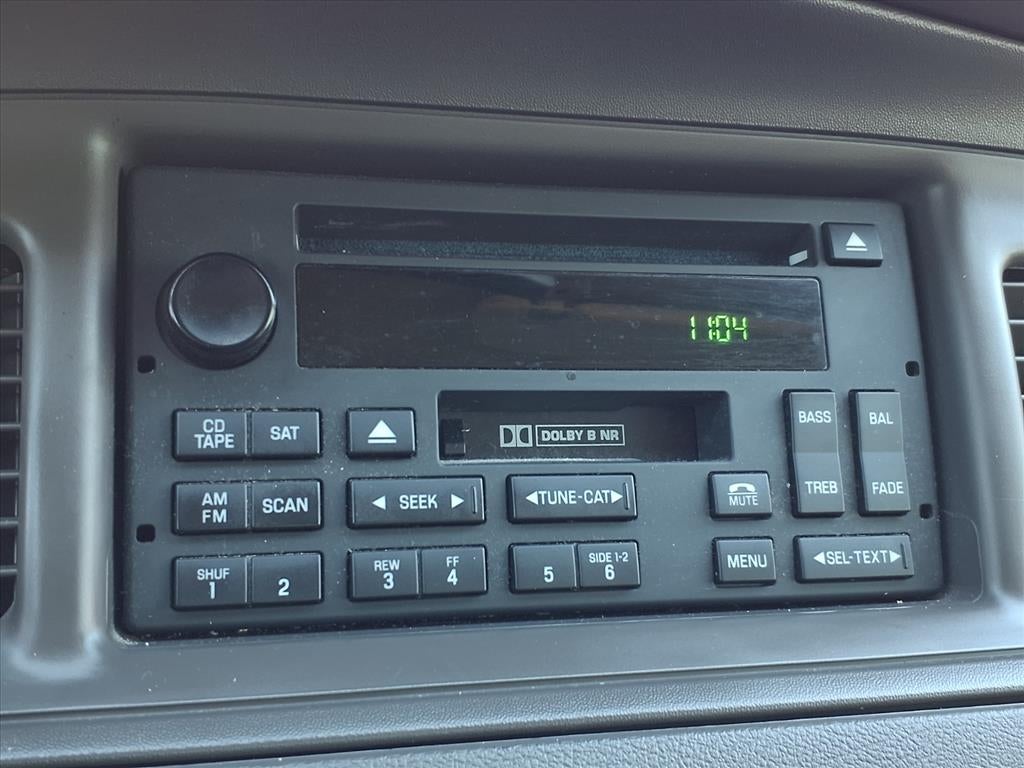 11:04
DOLBY B NR
CD
TAPE
SAT
BASS
BAL
AM
FM
SCAN
SEEK
TUNE-CAT
MUTE
TREB
FADE
SHUF
1
2
REW
3
FF
4
5
SIDE 1-2
6
MENU
SEL-TEXT